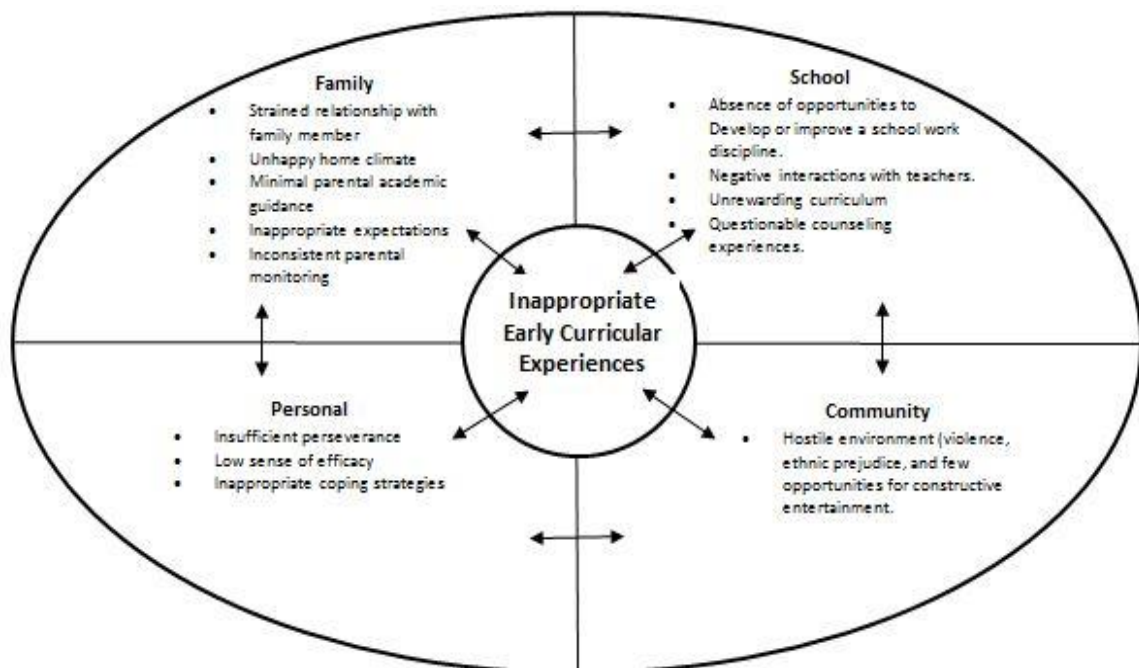 Family
• Strained relationship with
family member
• Unhappy home climate
• Minimal parental academic
guidance
• Inappropriate expectations
• Inconsistent parental
monitoring
School
• Absence of opportunities to
Develop or improve a school work
discipline.
• Negative interactions with teachers.
• Unrewarding curriculum
• Questionable counseling
experiences.
Inappropriate
Early Curricular
Experiences
Personal
• Insufficient perseverance
• Low sense of efficacy
• Inappropriate coping strategies
Community
• Hostile environment (violence,
ethnic prejudice, and few
opportunities for constructive
entertainment.